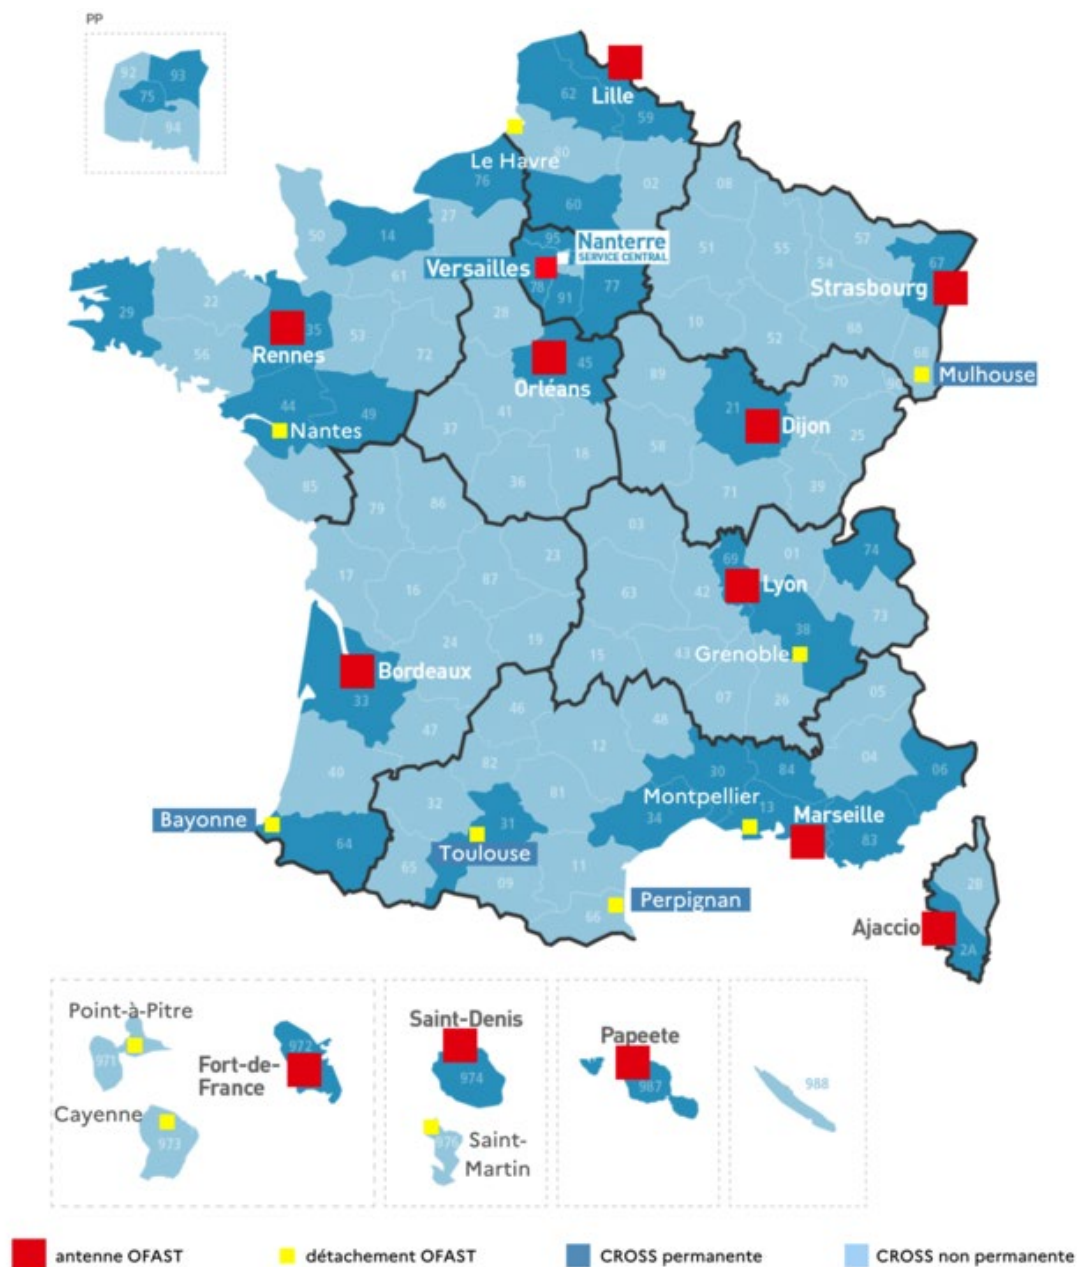 PP
92
93
75
94
Lille
62
59
Le Havre
80
76
02
08
60
27
50
14
95
Nanterre
SERVICE CENTRAL
Versailles
78
91
77
51
55
57
54
67
Strasbourg
61
28
29
22
35
Rennes
53
56
72
10
52
88
68
Mulhouse
45
Orléans
89
70
90
44
49
Nantes
41
37
21
Dijon
25
58
18
85
36
71
39
79
86
03
23
74
69
01
17
16
87
63
42
Lyon
73
24
19
38
15
43
Grenoble
Bordeaux
33
07
26
05
47
46
48
12
04
40
82
30
84
06
32
81
Montpellier
34
13
Marseille
83
Bayonne
64
31
Toulouse
65
09
11
66
Perpignan
2B
Ajaccio
2A
Point-à-Pitre
971
Fort-de-
France
972
Cayenne
973
Saint-Denis
974
976
Saint-
Martin
Papeete
987
988
antenne OFAST
détachement OFAST
CROSS permanente
CROSS non permanente